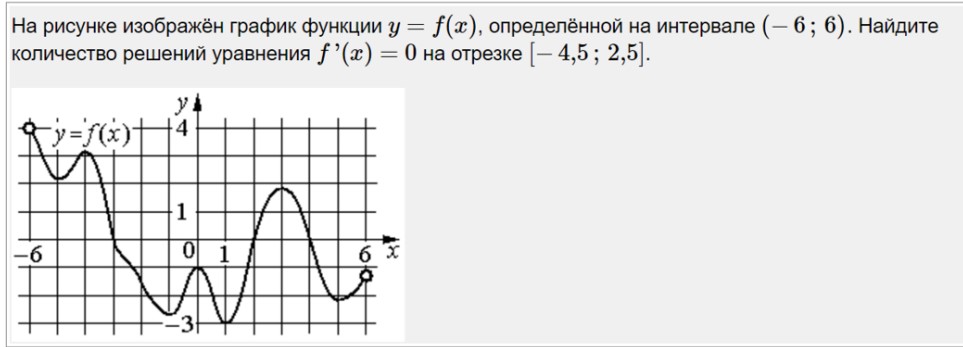 На рисунке изображён график функции y = f(x), определённой на интервале (− 6 ; 6). Найдите
количество решений уравнения f ’(x) = 0 на отрезке [− 4,5 ; 2,5].
y
y=f(x) 4
1
−6 0 1 6 x
−3